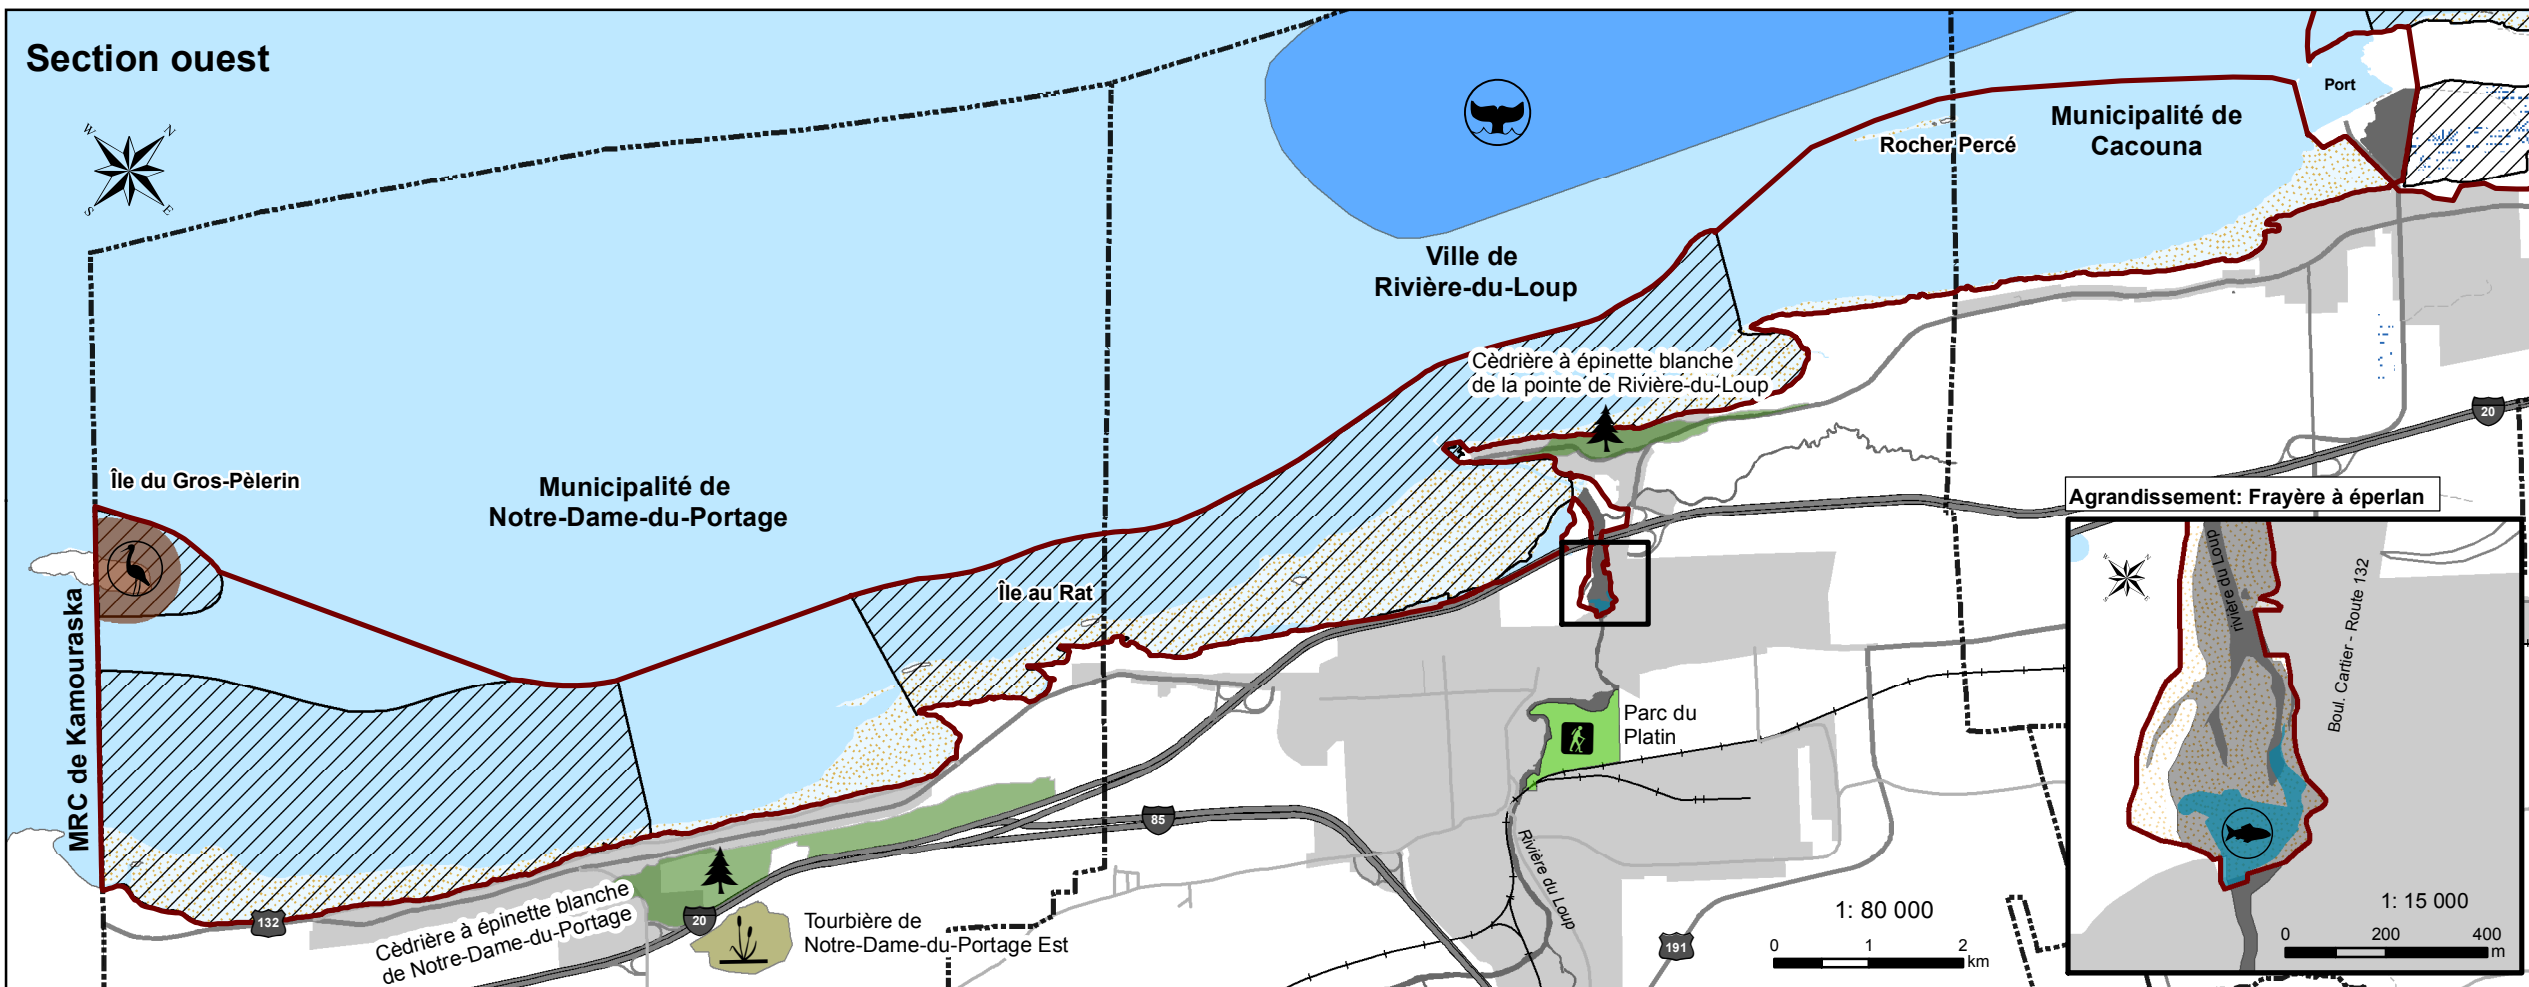 Section ouest
W
N
S
E
Port
Municipalité de
Cacouna
Rocher Percé
Ville de
Rivière-du-Loup
Cèdrière à épinette blanche
de la pointe de Rivière-du-Loup
20
Île du Gros-Pèlerin
Municipalité de
Notre-Dame-du-Portage
Île au Rat
MRC de Kamouraska
Agrandissement: Frayère à éperlan
W
N
S
E
rivière du Loup
Boul. Cartier - Route 132
1: 15 000
0 200 400
m
Parc du
Platin
85
Rivière du Loup
132
Cèdrière à épinette blanche
de Notre-Dame-du-Portage
20
Tourbière de
Notre-Dame-du-Portage Est
191
1: 80 000
0 1 2
km